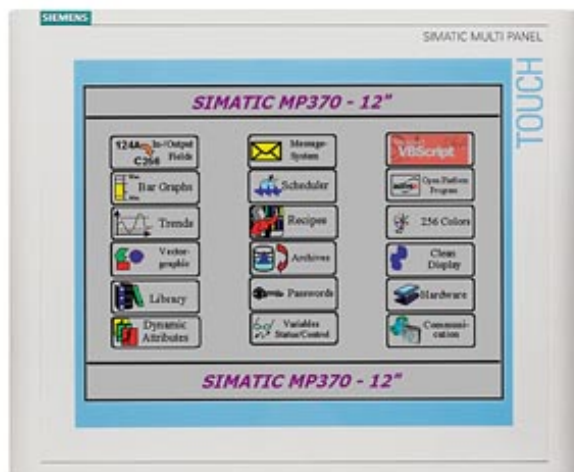 SIEMENS
SIMATIC MULTI PANEL
TOUCH
SIMATIC MP370 - 12"
124A In-/Output
C256 Fields
Bar Graphs
Trends
Vector-
graphic
Library
Dynamic
Attributes
Message-
System
Scheduler
Recipes
Archives
Passwords
Variables
Status/Control
VBScript
Open Platform
Program
256 Colors
Clean
Display
Hardware
Communi-
cation
SIMATIC MP370 - 12"